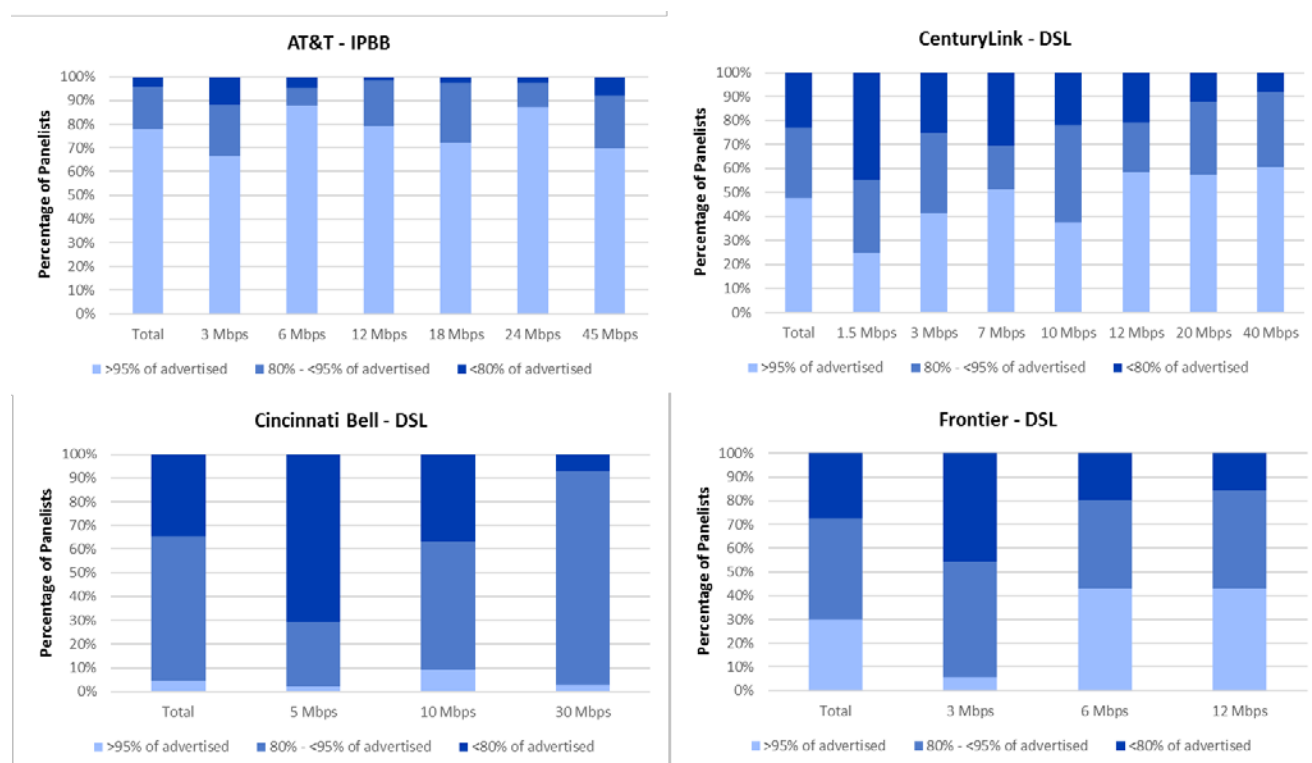 AT&T - IPBB
Percentage of Panelists
100%
90%
80%
70%
60%
50%
40%
30%
20%
10%
0%
Total 3 Mbps 6 Mbps 12 Mbps 18 Mbps 24 Mbps 45 Mbps
>95% of advertised 80% - <95% of advertised <80% of advertised
CenturyLink - DSL
Percentage of Panelists
100%
90%
80%
70%
60%
50%
40%
30%
20%
10%
0%
Total 1.5 Mbps 3 Mbps 7 Mbps 10 Mbps 12 Mbps 20 Mbps 40 Mbps
>95% of advertised 80% - <95% of advertised <80% of advertised
Cincinnati Bell - DSL
Percentage of Panelists
100%
90%
80%
70%
60%
50%
40%
30%
20%
10%
0%
Total 5 Mbps 10 Mbps 30 Mbps
>95% of advertised 80% - <95% of advertised <80% of advertised
Frontier - DSL
Percentage of Panelists
100%
90%
80%
70%
60%
50%
40%
30%
20%
10%
0%
Total 3 Mbps 6 Mbps 12 Mbps
>95% of advertised 80% - <95% of advertised <80% of advertised